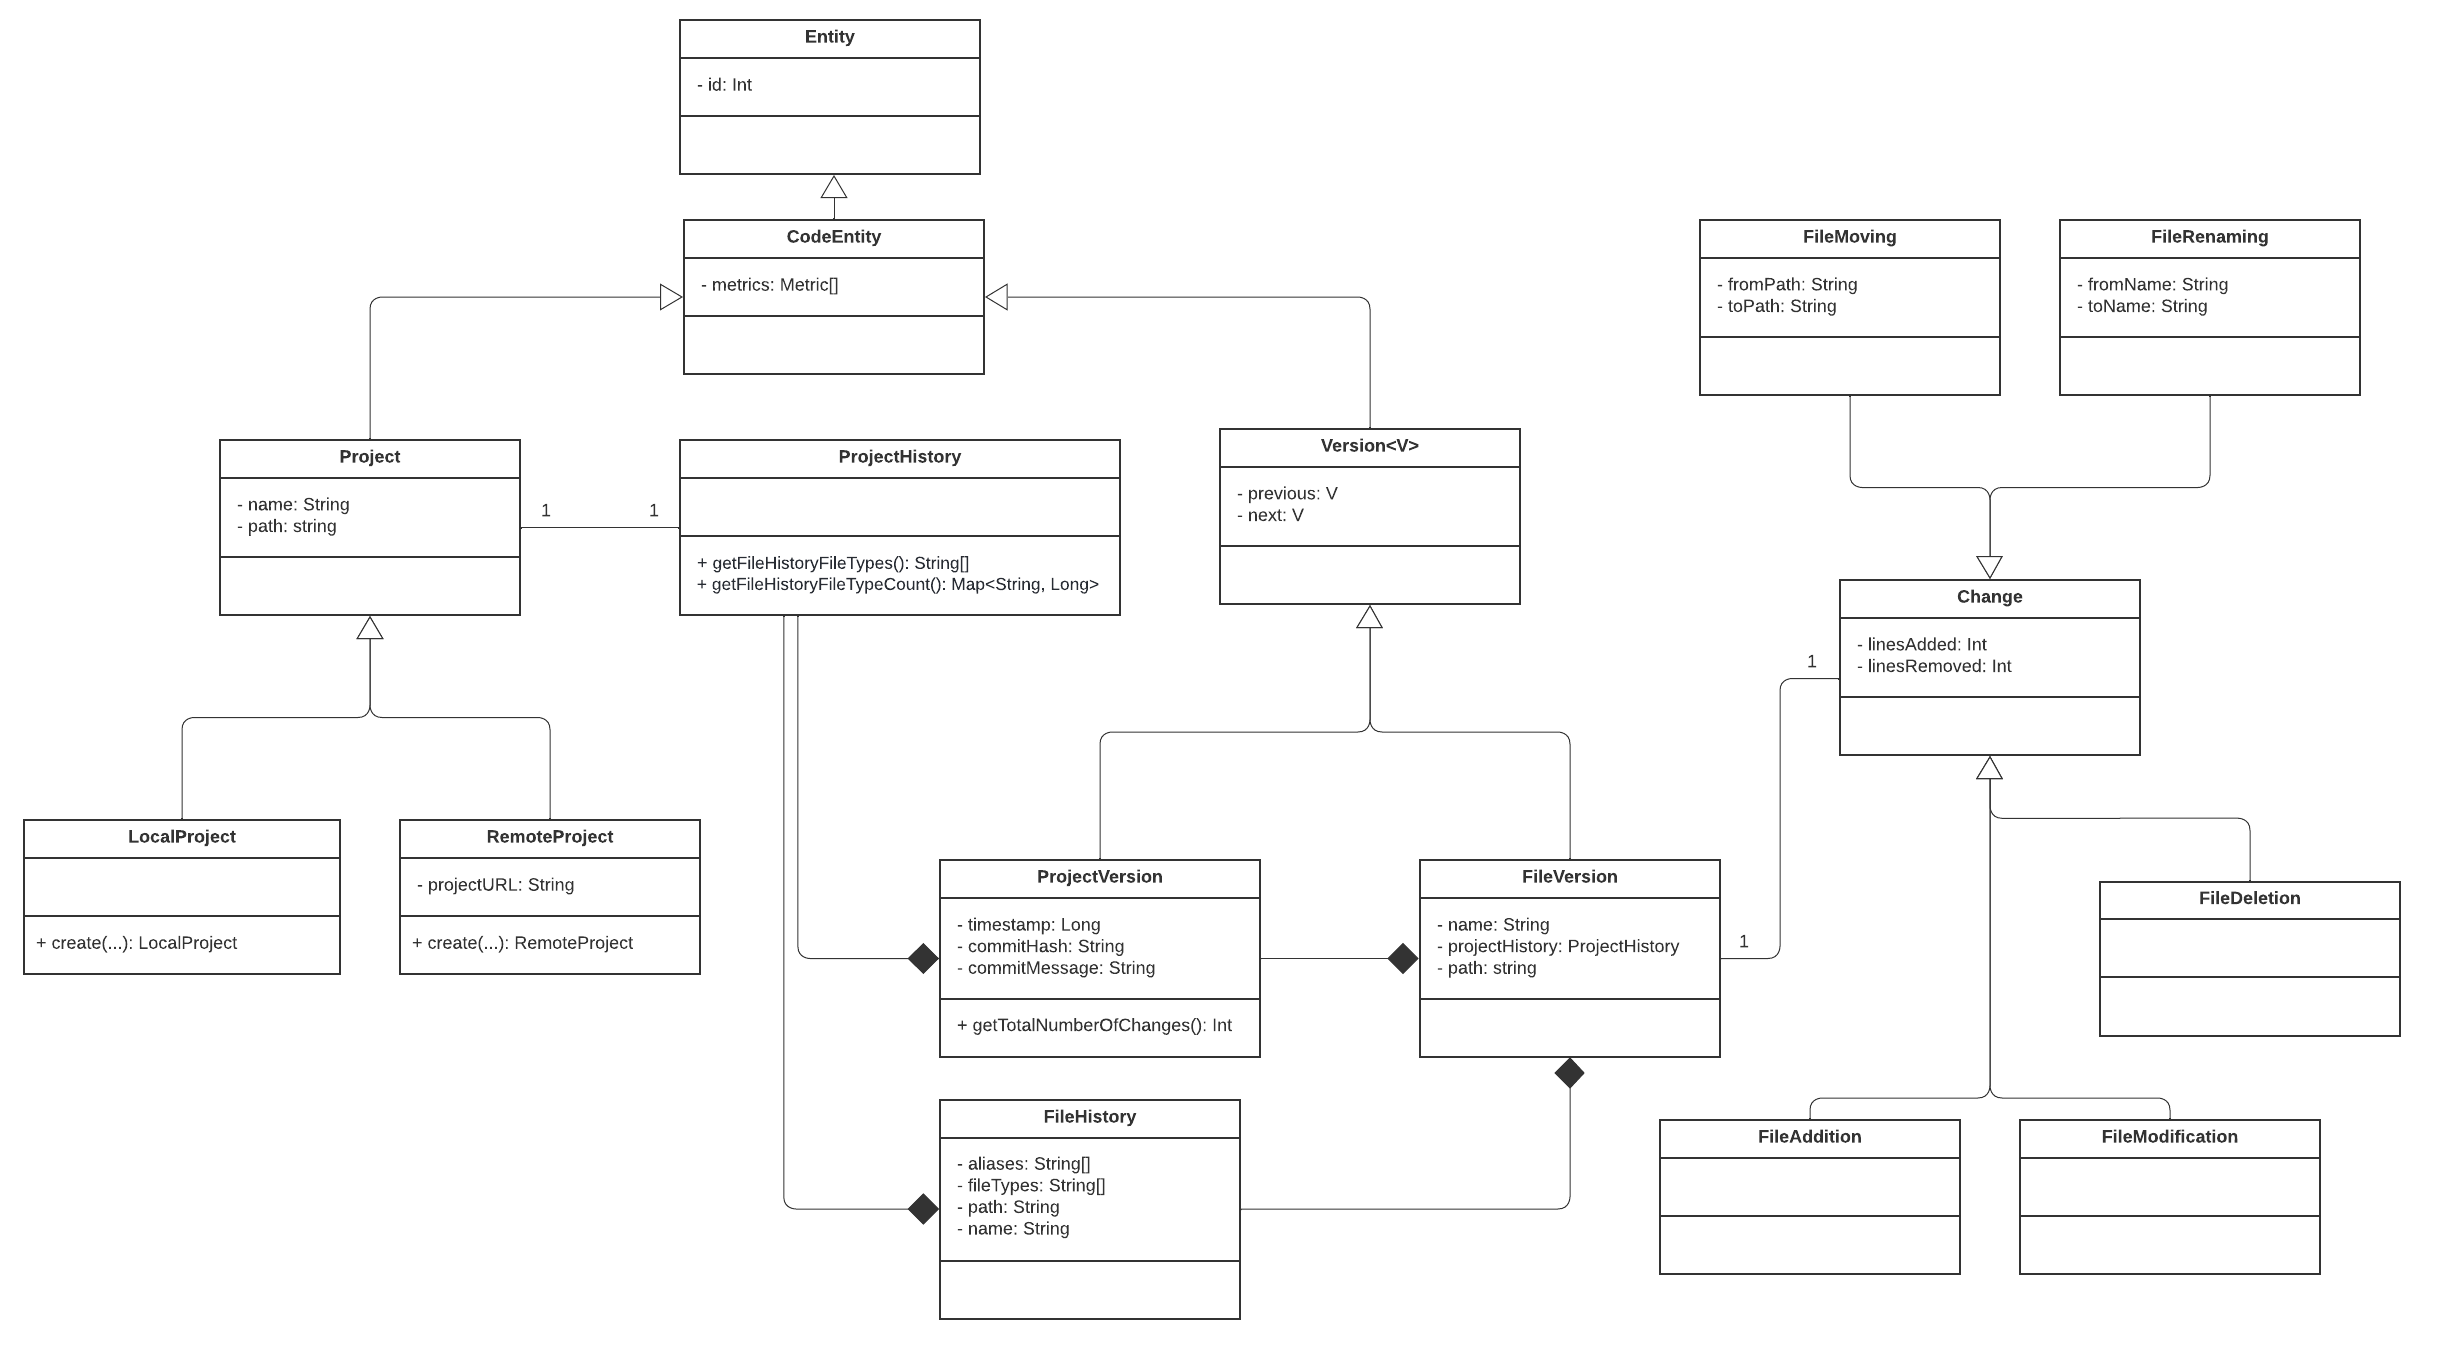 Entity
- id: Int
CodeEntity
- metrics: Metric[]
FileMoving
- fromPath: String
- toPath: String
FileRenaming
- fromName: String
- toName: String
Project
- name: String
- path: string
1
1
ProjectHistory
+ getFileHistoryFileTypes(): String[]
+ getFileHistoryFileTypeCount(): Map<String, Long>
Version<V>
- previous: V
- next: V
Change
- linesAdded: Int
- linesRemoved: Int
1
LocalProject
+ create(...): LocalProject
RemoteProject
- projectURL: String
+ create(...): RemoteProject
ProjectVersion
- timestamp: Long
- commitHash: String
- commitMessage: String
+ getTotalNumberOfChanges(): Int
FileVersion
- name: String
- projectHistory: ProjectHistory
- path: string
1
FileDeletion
FileHistory
- aliases: String[]
- fileTypes: String[]
- path: String
- name: String
FileAddition
FileModification